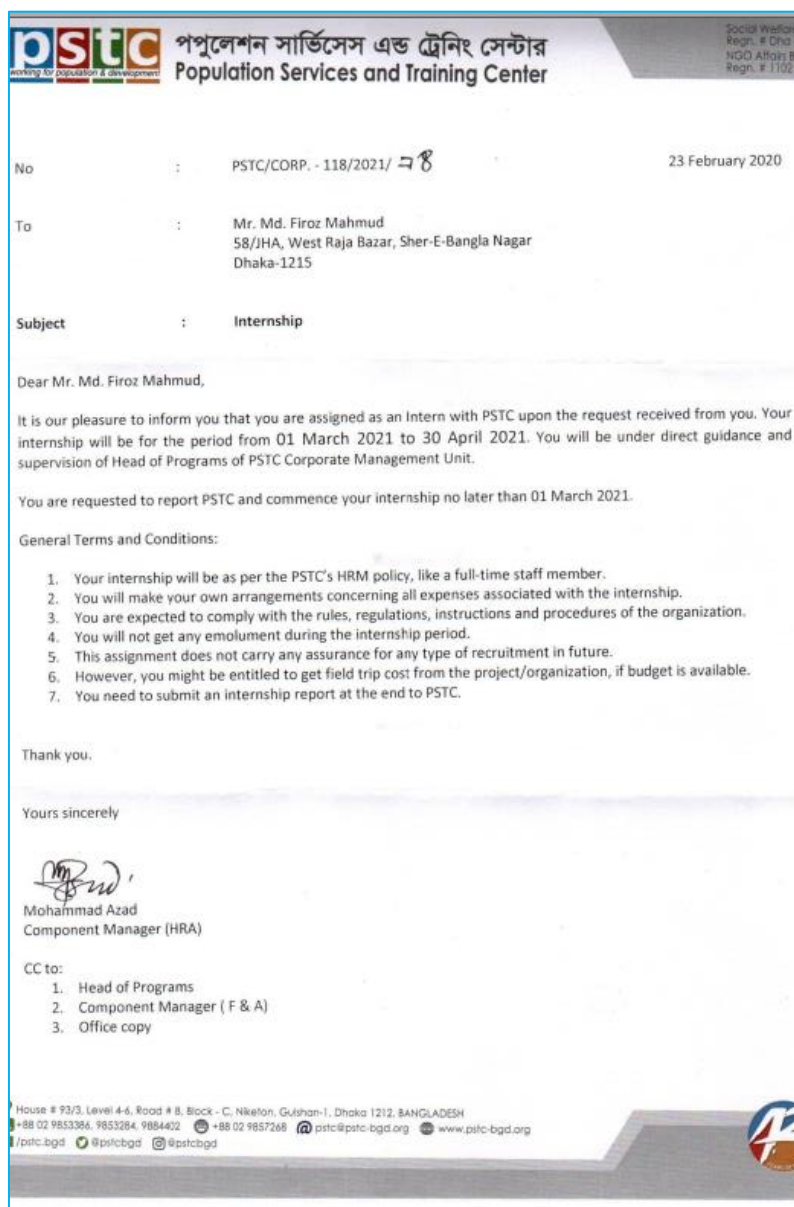 pstc
working for population & development
পপুলেশন সার্ভিসেস এন্ড ট্রেনিং সেন্টার
Population Services and Training Center
Social Welfare
Regn. # Dha
NGO Affairs B
Regn. # 1102
No : PSTC/CORP. - 118/2021/ 23 February 2020
To : Mr. Md. Firoz Mahmud
58/JHA, West Raja Bazar, Sher-E-Bangla Nagar
Dhaka-1215
Subject : Internship
Dear Mr. Md. Firoz Mahmud,
It is our pleasure to inform you that you are assigned as an Intern with PSTC upon the request received from you. Your
internship will be for the period from 01 March 2021 to 30 April 2021. You will be under direct guidance and
supervision of Head of Programs of PSTC Corporate Management Unit.
You are requested to report PSTC and commence your internship no later than 01 March 2021.
General Terms and Conditions:
1. Your internship will be as per the PSTC's HRM policy, like a full-time staff member.
2. You will make your own arrangements concerning all expenses associated with the internship.
3. You are expected to comply with the rules, regulations, instructions and procedures of the organization.
4. You will not get any emolument during the internship period.
5. This assignment does not carry any assurance for any type of recruitment in future.
6. However, you might be entitled to get field trip cost from the project/organization, if budget is available.
7. You need to submit an internship report at the end to PSTC.
Thank you.
Yours sincerely
Mohammad Azad
Component Manager (HRA)
CC to:
1. Head of Programs
2. Component Manager ( F & A)
3. Office copy
House # 93/3, Level 4-6, Road # 8, Block - C, Niketon, Gulshan-1, Dhaka 1212, BANGLADESH
+88 02 9853386, 9853284, 9884402 +88 02 9857268 pstc@pstc-bgd.org www.pstc-bgd.org
/pstc.bgd @pstcbgd @pstcbgd